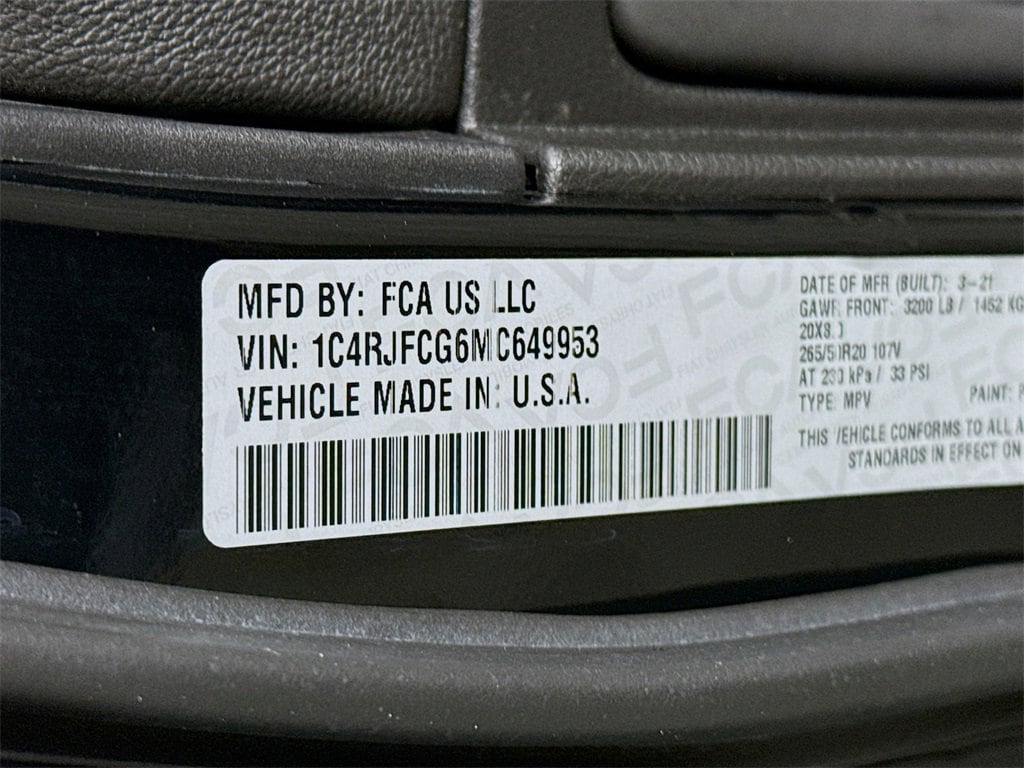 MFD BY: FCA US LLC
VIN: 1C4RJFCG6MC649953
VEHICLE MADE IN: U.S.A.
DATE OF MFR (BUILT): 3-21
GAWR FRONT: 3200 LB / 1452 KG
20X8.0
265/50R20 107V
AT 230 kPa / 33 PSI
TYPE: MPV PAINT:
THIS VEHICLE CONFORMS TO ALL
STANDARDS IN EFFECT ON